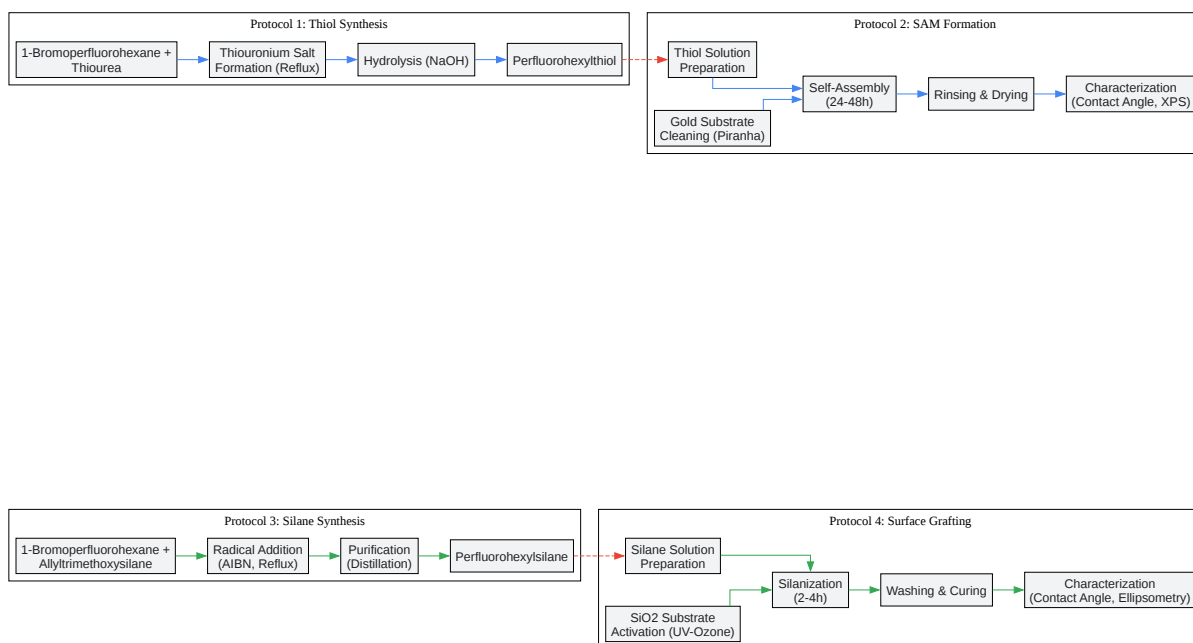 Protocol 1: Thiol Synthesis
1-Bromoperfluorohexane +
Thiourea
Thiouronium Salt
Formation (Reflux)
Hydrolysis (NaOH)
Perfluorohexylthiol
Protocol 2: SAM Formation
Thiol Solution
Preparation
Gold Substrate
Cleaning (Piranha)
Self-Assembly
(24-48h)
Rinsing & Drying
Characterization
(Contact Angle, XPS)
Protocol 3: Silane Synthesis
1-Bromoperfluorohexane +
Allyltrimethoxysilane
Radical Addition
(AIBN, Reflux)
Purification
(Distillation)
Perfluorohexylsilane
Protocol 4: Surface Grafting
Silane Solution
Preparation
SiO2 Substrate
Activation (UV-Ozone)
Silanization
(2-4h)
Washing & Curing
Characterization
(Contact Angle, Ellipsometry)